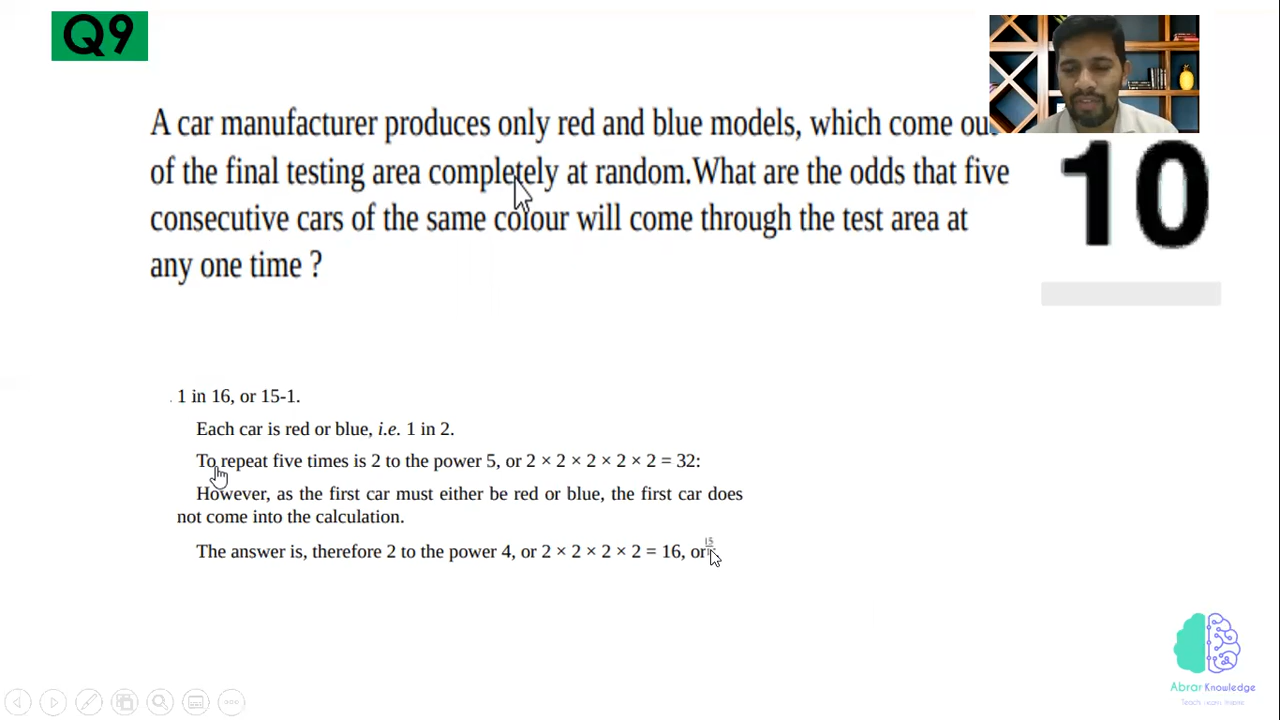 Q9
A car manufacturer produces only red and blue models, which come out
of the final testing area completely at random.What are the odds that five
consecutive cars of the same colour will come through the test area at
any one time ?
10
1 in 16, or 15-1.
Each car is red or blue, i.e. 1 in 2.
To repeat five times is 2 to the power 5, or 2 × 2 × 2 × 2 × 2 = 32:
However, as the first car must either be red or blue, the first car does
not come into the calculation.
The answer is, therefore 2 to the power 4, or 2 × 2 × 2 × 2 = 16, or 15
Abrar Knowledge